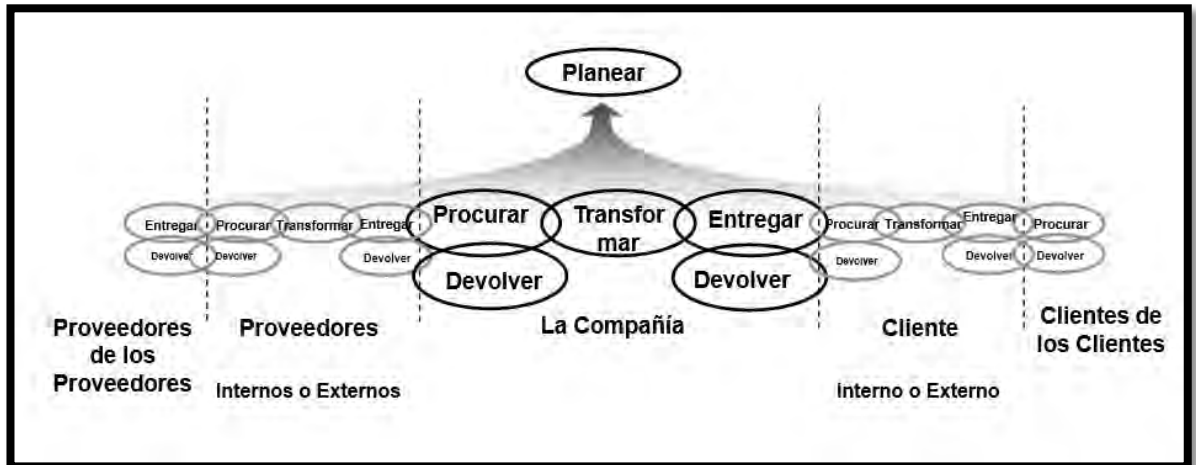 Planear
Entregar Procurar Transformar Entregar Procurar Transfor
mar Entregar Procurar Transformar Entregar Procurar
Devolver Devolver Devolver Devolver Devolver Devolver Devolver Devolver
Proveedores
de los
Proveedores
Proveedores
Internos o Externos
La Compañía
Cliente
Interno o Externo
Clientes de
los Clientes